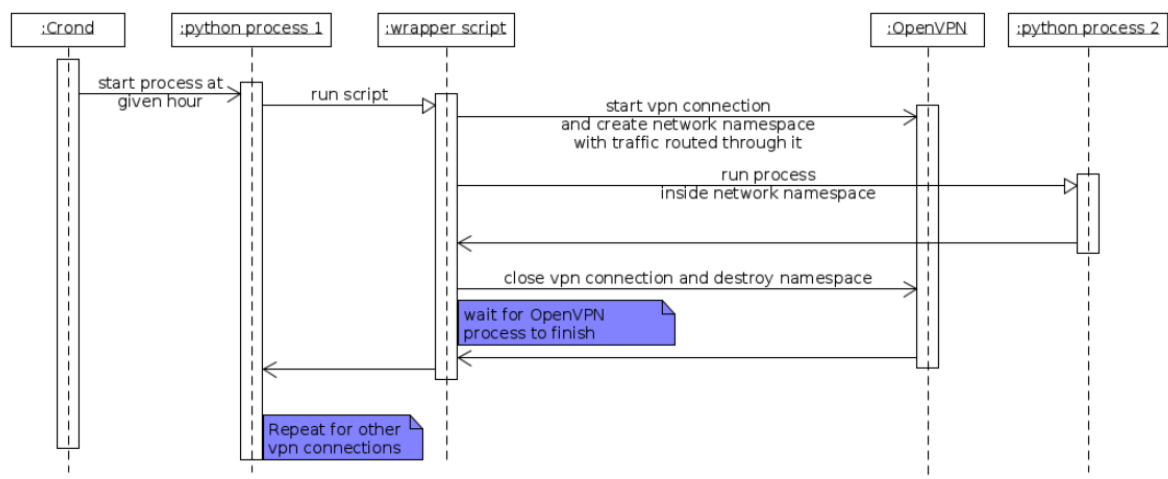 :Crond
:python process 1
:wrapper script
:OpenVPN
:python process 2
start process at
given hour
run script
start vpn connection
and create network namespace
with traffic routed through it
run process
inside network namespace
close vpn connection and destroy namespace
wait for OpenVPN
process to finish
Repeat for other
vpn connections